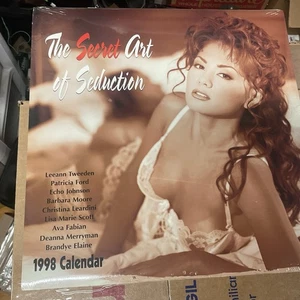 The Secret Art
of Seduction
Leeann Tweeden
Patricia Ford
Echo Johnson
Barbara Moore
Christina Leardini
Lisa Marie Scott
Ava Fabian
Deanna Merryman
Brandye Elaine
1998 Calendar